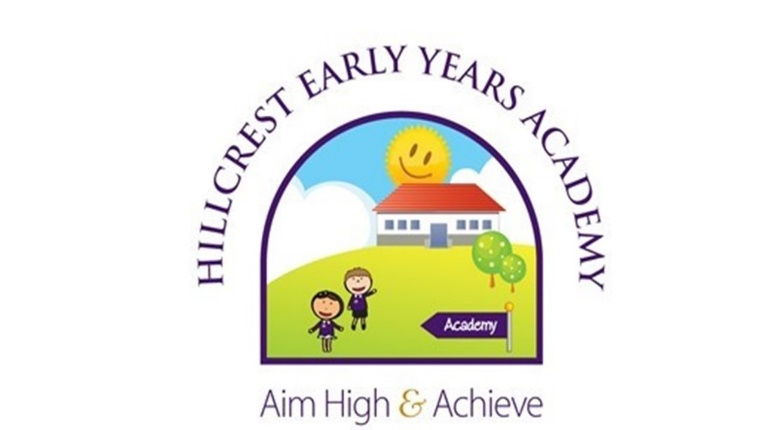 HILLCREST EARLY YEARS ACADEMY
Academy
Aim High & Achieve